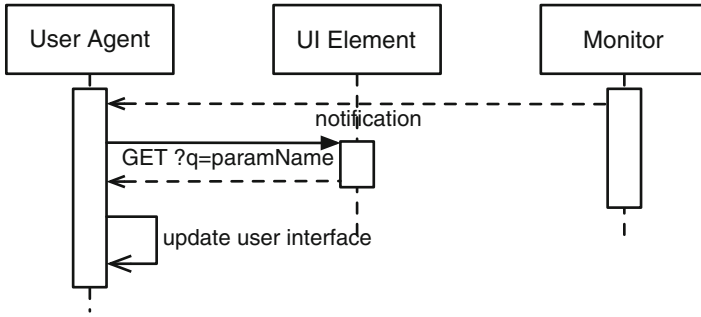 User Agent
UI Element
Monitor
notification
GET ?q=paramName
update user interface